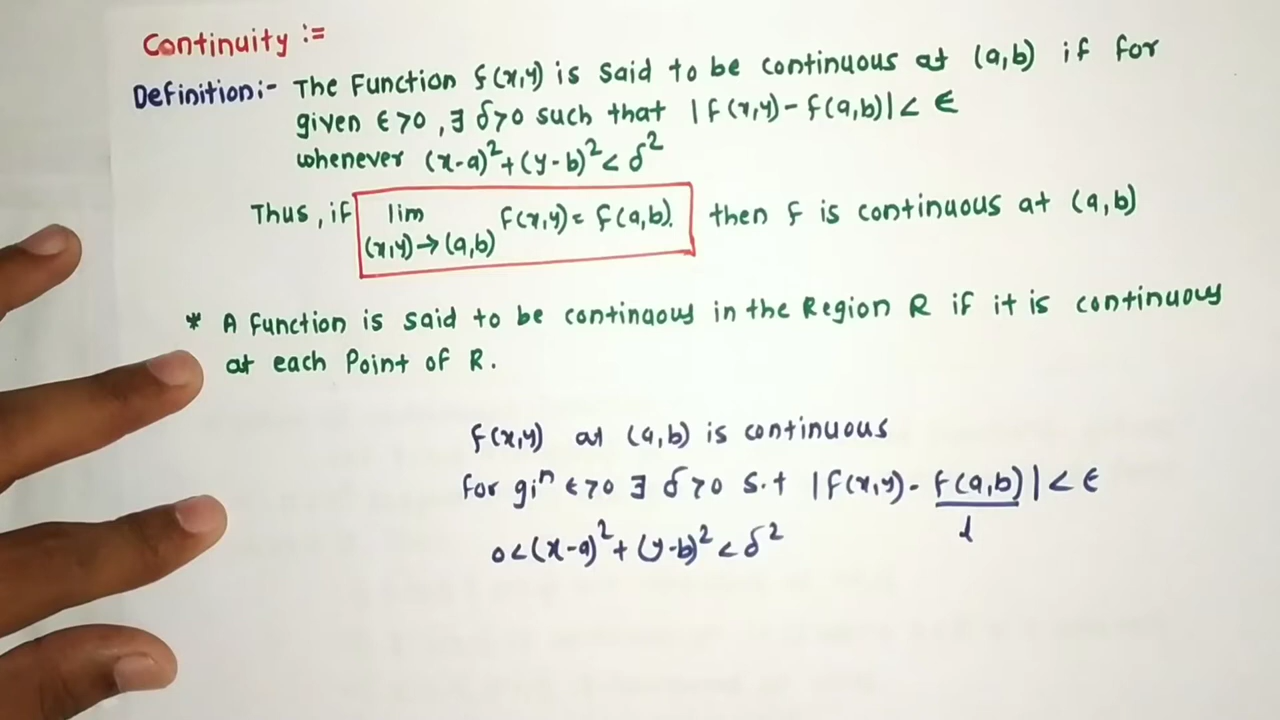 Continuity :=
Definition:- The Function f(x,y) is said to be continuous at (a,b) if for
given ϵ>0, ∃ δ>0 such that |f(x,y)-f(a,b)|< ϵ
whenever (x-a)²+(y-b)²< δ²
Thus, if lim f(x,y)= f(a,b). then f is continuous at (a,b)
(x,y)→(a,b)
* A function is said to be continuous in the Region R if it is continuous
at each Point of R.
f(x,y) at (a,b) is continuous
for giⁿ ϵ>0 ∃ δ>0 s.t |f(x,y)- f(a,b)|< ϵ
l
0<(x-a)²+(y-b)²< δ²